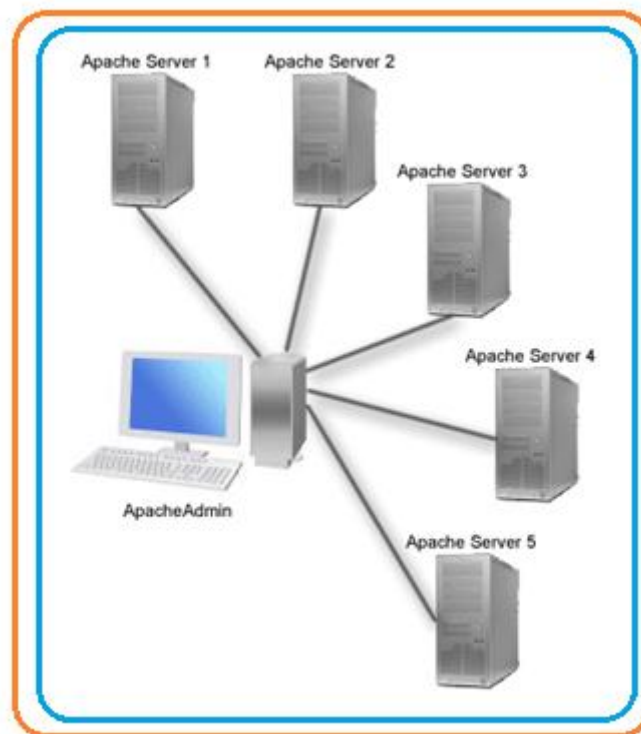 Apache Server 1
Apache Server 2
Apache Server 3
Apache Server 4
ApacheAdmin
Apache Server 5